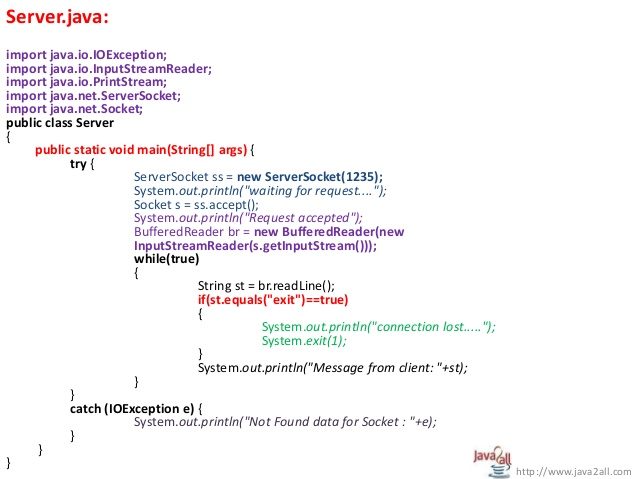 Server.java:
import java.io.IOException;
import java.io.InputStreamReader;
import java.io.PrintStream;
import java.net.ServerSocket;
import java.net.Socket;
public class Server
{
public static void main(String[] args) {
try {
ServerSocket ss = new ServerSocket(1235);
System.out.println("waiting for request....");
Socket s = ss.accept();
System.out.println("Request accepted");
BufferedReader br = new BufferedReader(new
InputStreamReader(s.getInputStream()));
while(true)
{
String st = br.readLine();
if(st.equals("exit")==true)
{
System.out.println("connection lost.....");
System.exit(1);
}
System.out.println("Message from client: "+st);
}
}
catch (IOException e) {
System.out.println("Not Found data for Socket : "+e);
}
}
}
Java2all
http://www.java2all.com